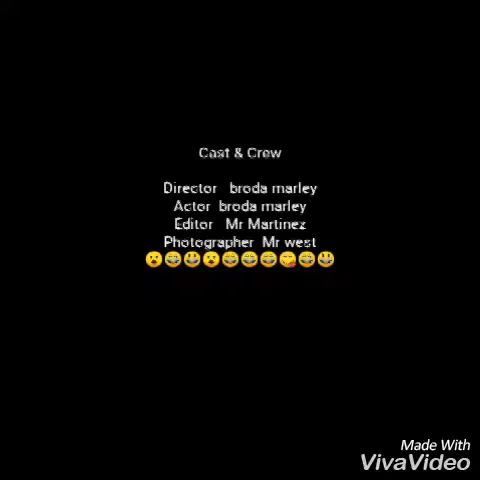 Cast & Crew
Director broda marley
Actor broda marley
Editor Mr Martinez
Photographer Mr west
😮😂😃😮😂😂😂😋😂😃
Made With
VivaVideo